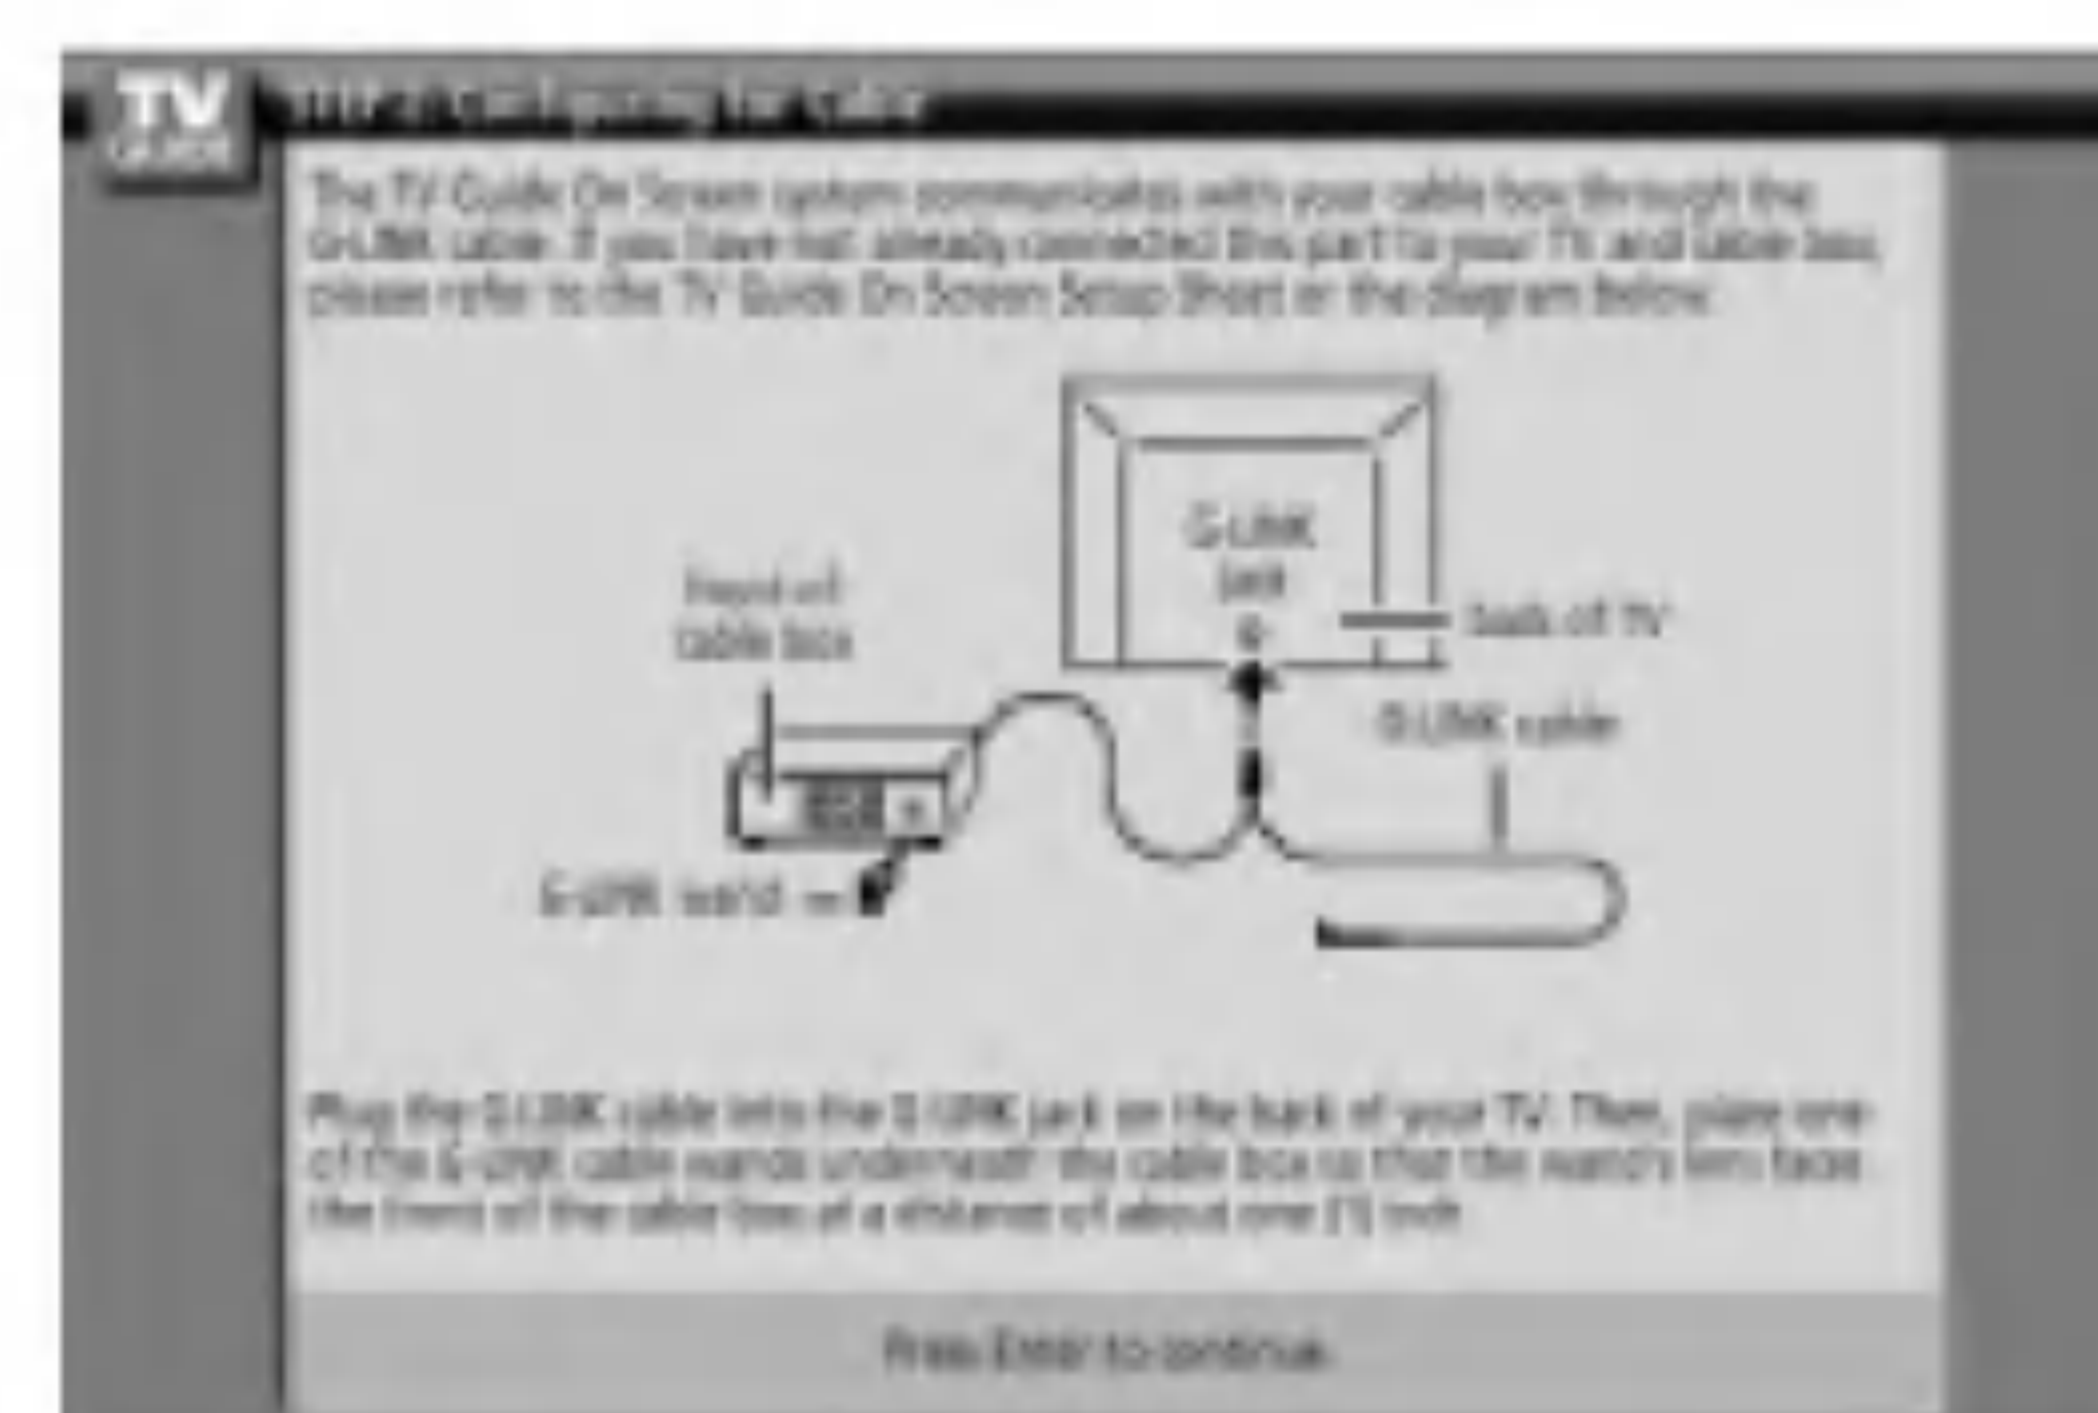 TV
GUIDE
The TV Guide On Screen system communicates with your cable box through the
G-LINK cable. If you have not already connected this part to your TV and cable box,
please refer to the TV Guide On Screen Setup Sheet or the diagram below.
G-LINK
jack
front of
cable box
back of TV
G-LINK cable
G-LINK wand
Plug the G-LINK cable into the G-LINK jack on the back of your TV. Then, place one
of the G-LINK cable wands underneath the cable box so that the wand's lens faces
the front of the cable box at a distance of about one (1) inch.
Press Enter to continue